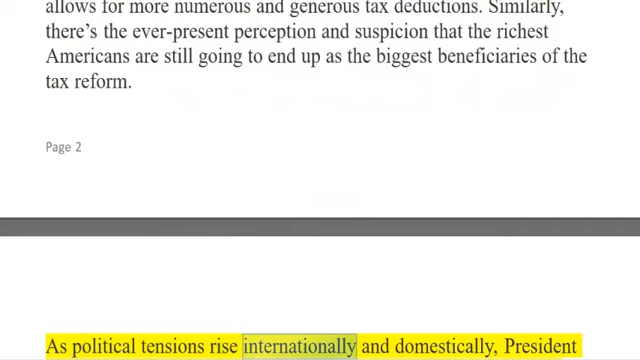 allows for more numerous and generous tax deductions. Similarly,
there’s the ever-present perception and suspicion that the richest
Americans are still going to end up as the biggest beneficiaries of the
tax reform.
Page 2
As political tensions rise internationally and domestically, President